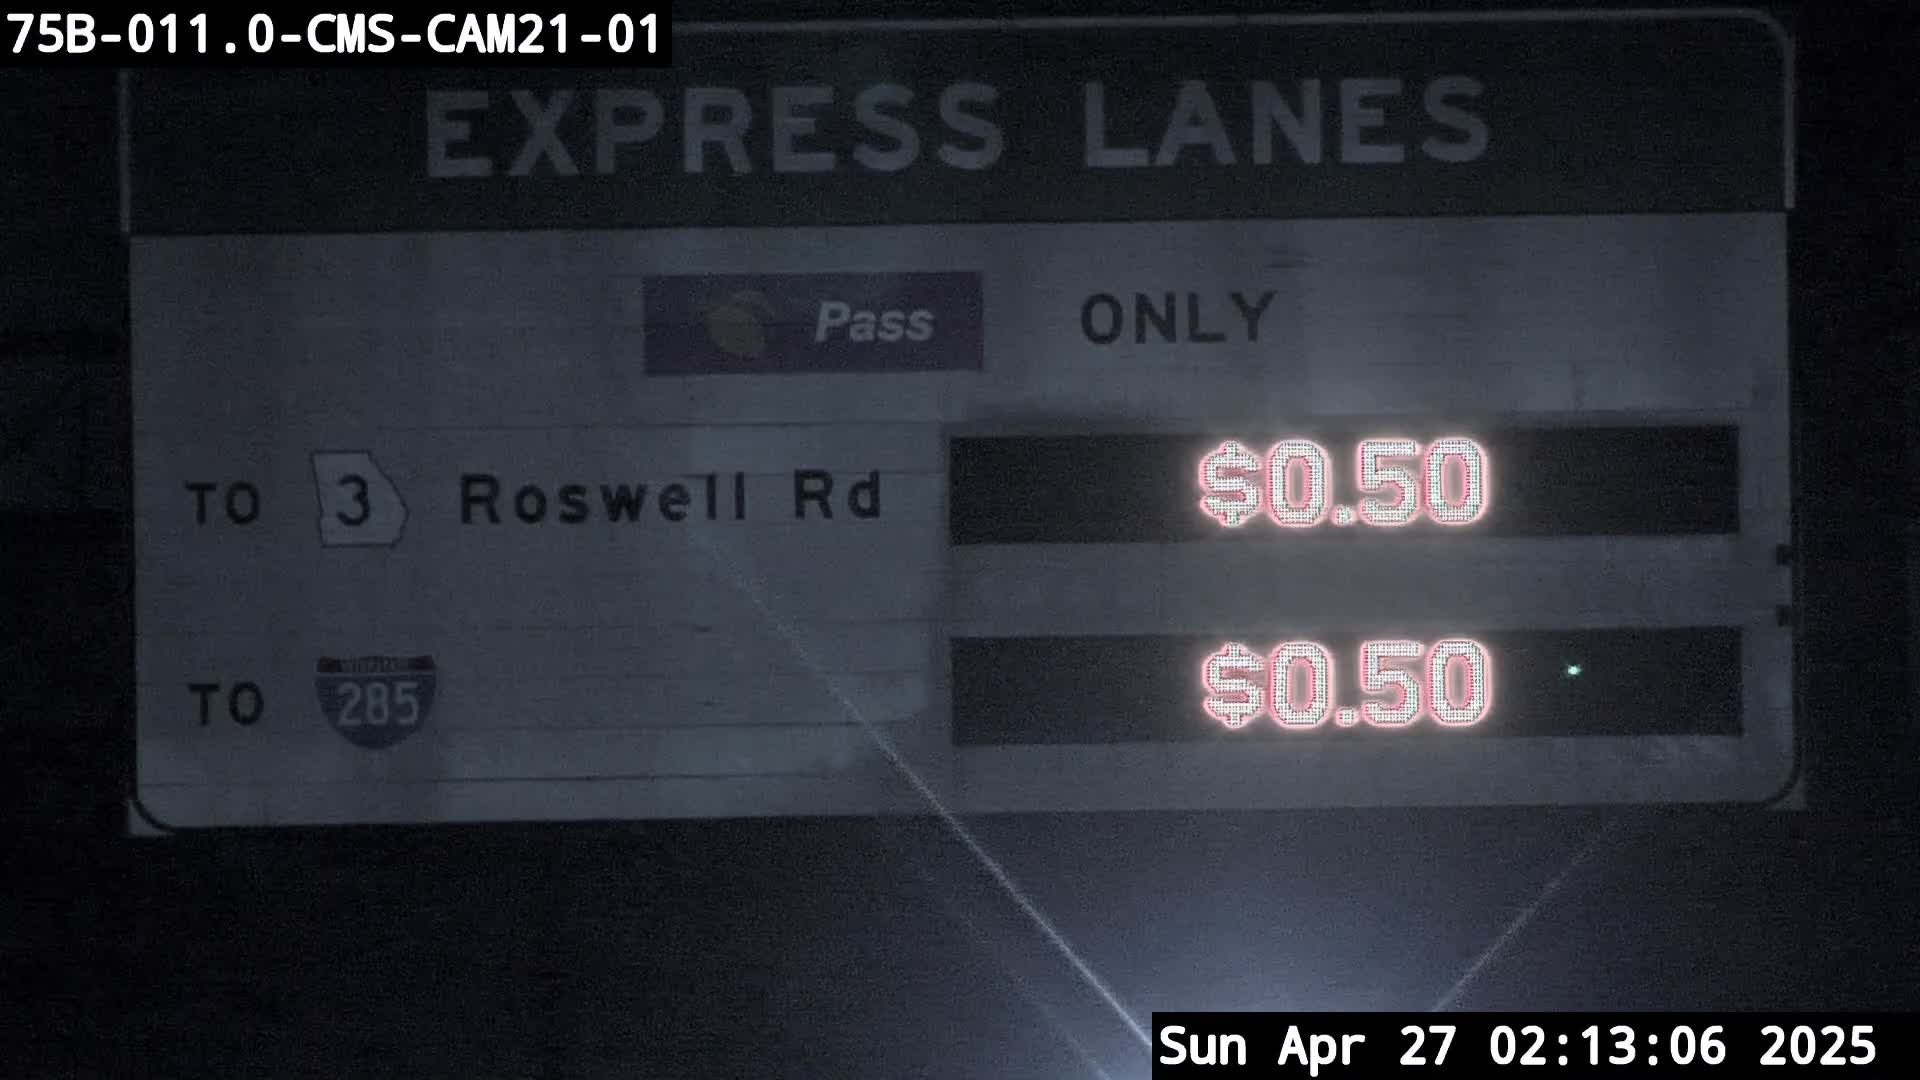 75B-011.0-CMS-CAM21-01
EXPRESS LANES
Pass ONLY
TO 3 Roswell Rd $0.50
TO 285 $0.50
Sun Apr 27 02:13:06 2025